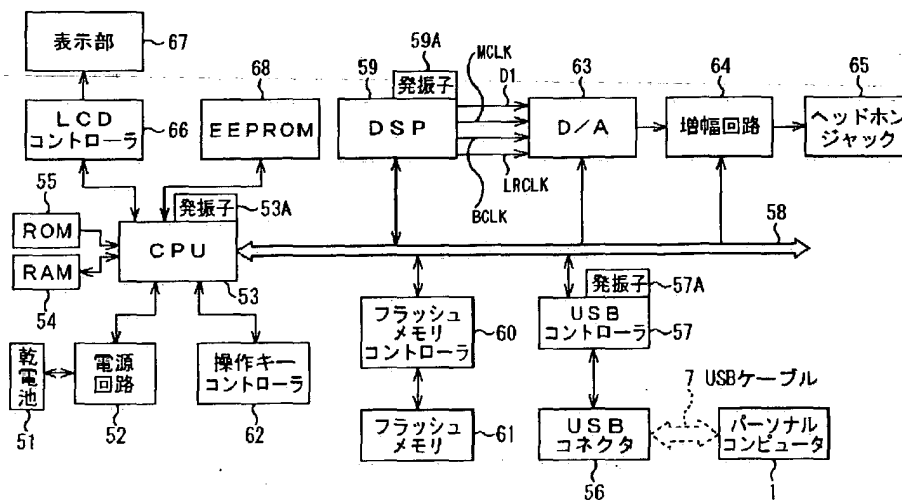 表示部
67
LCD
コントローラ
66
68
EEPROM
59
59A
発振子
DSP
MCLK
D1
BCLK
LRCLK
63
D/A
64
増幅回路
65
ヘッドホン
ジャック
55
ROM
RAM
54
発振子
53A
CPU
53
58
乾電池
51
電源
回路
52
操作キー
コントローラ
62
フラッシュ
メモリ
コントローラ
60
フラッシュ
メモリ
61
発振子
57A
USB
コントローラ
57
7 USBケーブル
USB
コネクタ
56
パーソナル
コンピュータ
1